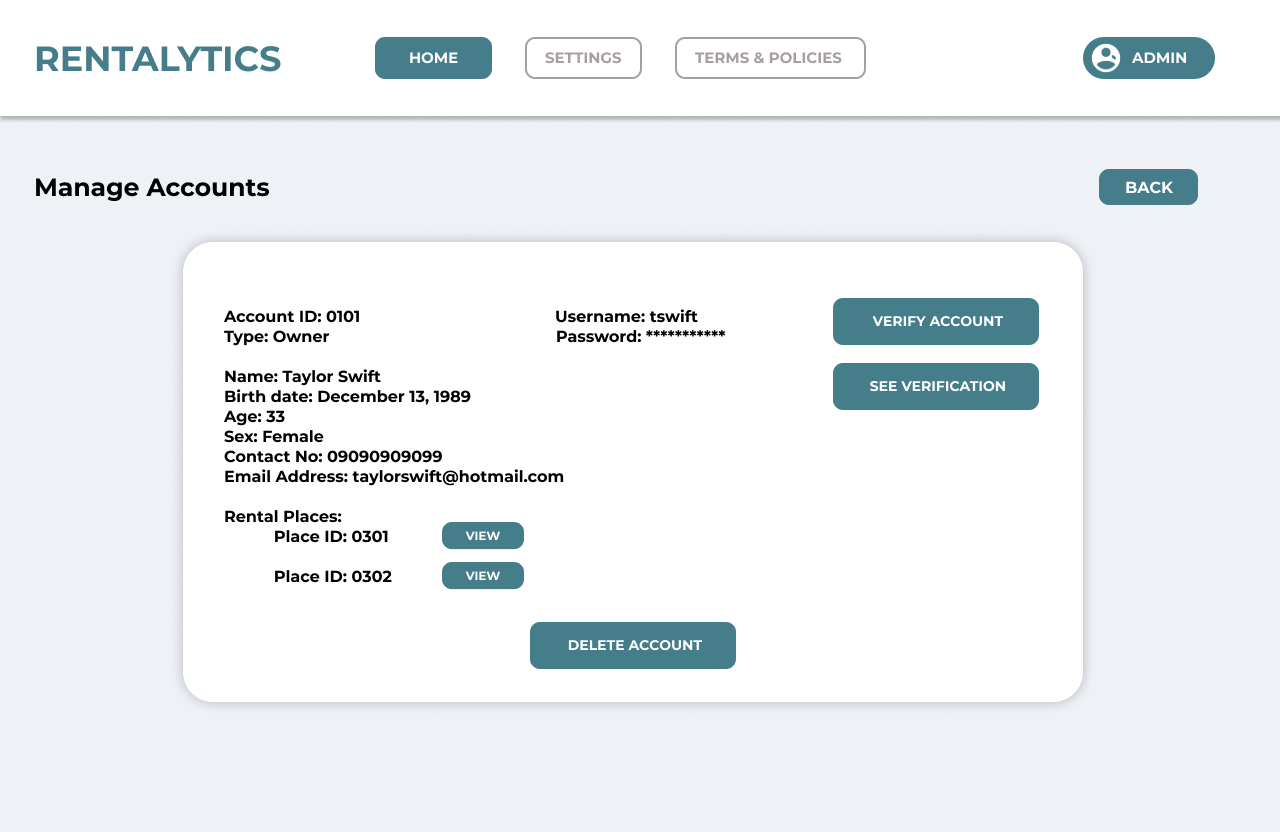 RENTALYTICS
HOME
SETTINGS
TERMS & POLICIES
ADMIN
Manage Accounts
BACK
Account ID: 0101
Type: Owner
Username: tswift
Password: ***********
VERIFY ACCOUNT
SEE VERIFICATION
Name: Taylor Swift
Birth date: December 13, 1989
Age: 33
Sex: Female
Contact No: 09090909099
Email Address: taylorswift@hotmail.com
Rental Places:
Place ID: 0301
VIEW
Place ID: 0302
VIEW
DELETE ACCOUNT